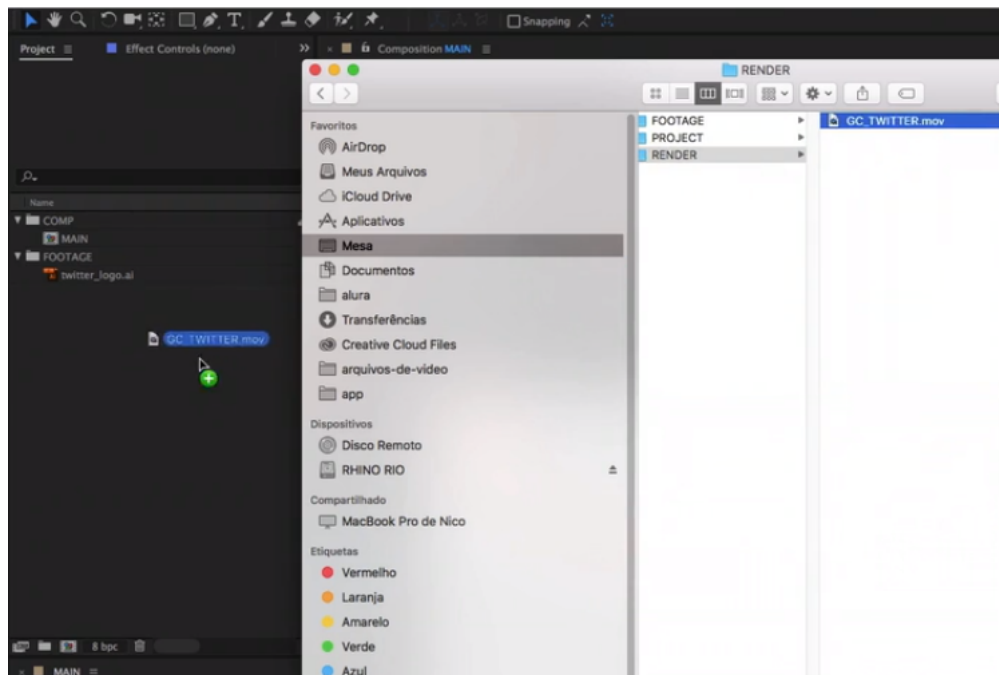 Snapping
Project
Effect Controls (none)
Composition MAIN
Name
COMP
MAIN
FOOTAGE
twitter_logo.ai
GC_TWITTER.mov
8 bpc
MAIN
RENDER
Favoritos
AirDrop
Meus Arquivos
iCloud Drive
Aplicativos
Mesa
Documentos
alura
Transferências
Creative Cloud Files
arquivos-de-video
app
Dispositivos
Disco Remoto
RHINO RIO
Compartilhado
MacBook Pro de Nico
Etiquetas
Vermelho
Laranja
Amarelo
Verde
Azul
FOOTAGE
PROJECT
RENDER
GC_TWITTER.mov